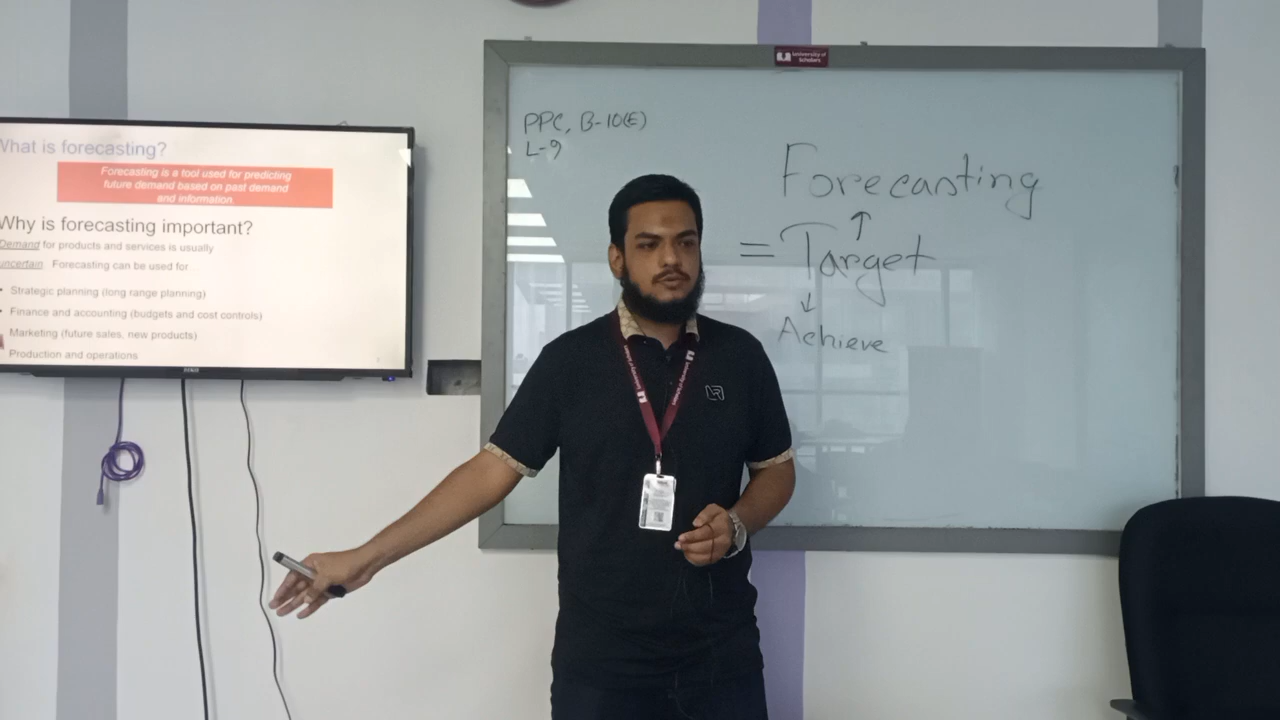 What is forecasting?
Forecasting is a tool used for predicting
future demand based on past demand
and information.
Why is forecasting important?
Demand for products and services is usually
uncertain. Forecasting can be used for
• Strategic planning (long range planning)
• Finance and accounting (budgets and cost controls)
Marketing (future sales, new products)
Production and operations
University of
Scholars
PPC, B-10(E)
L-9
Forecasting
↑
= Target
↓
Achieve